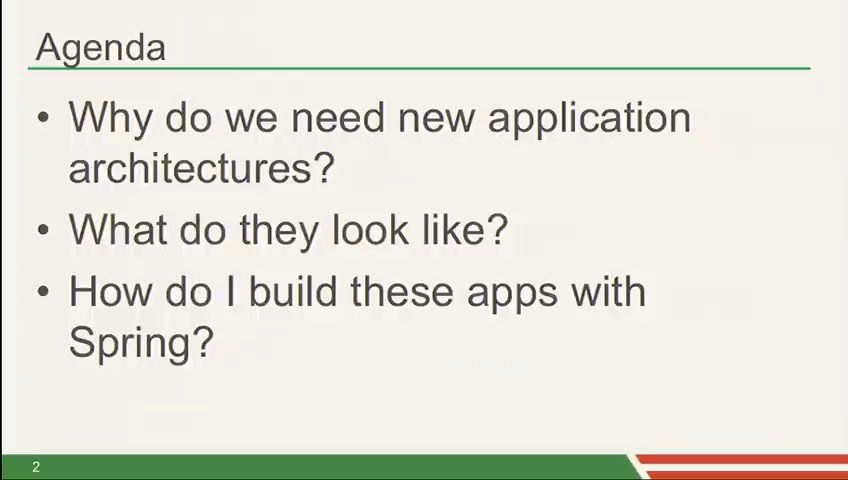 Agenda
• Why do we need new application
architectures?
• What do they look like?
• How do I build these apps with
Spring?
2